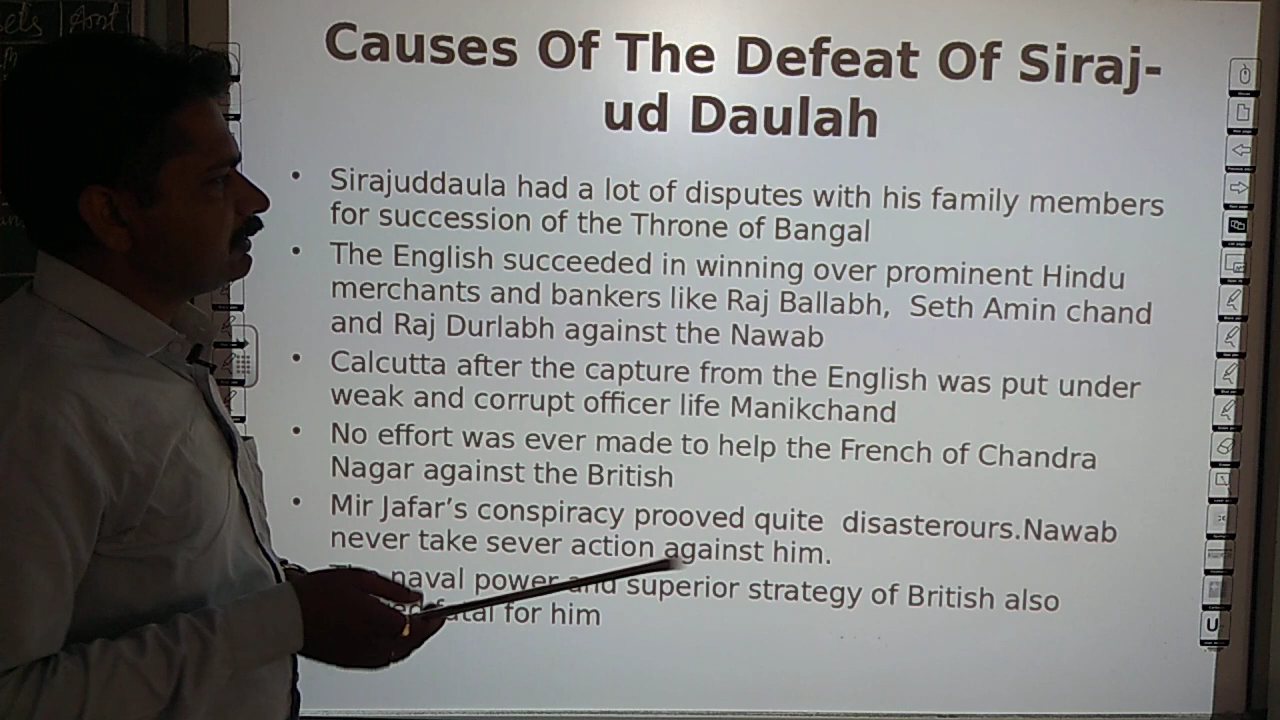 Causes Of The Defeat Of Siraj-
ud Daulah
• Sirajuddaula had a lot of disputes with his family members
for succession of the Throne of Bangal
• The English succeeded in winning over prominent Hindu
merchants and bankers like Raj Ballabh, Seth Amin chand
and Raj Durlabh against the Nawab
• Calcutta after the capture from the English was put under
weak and corrupt officer life Manikchand
• No effort was ever made to help the French of Chandra
Nagar against the British
• Mir Jafar’s conspiracy prooved quite disasterours.Nawab
never take sever action against him.
naval power and superior strategy of British also
fatal for him